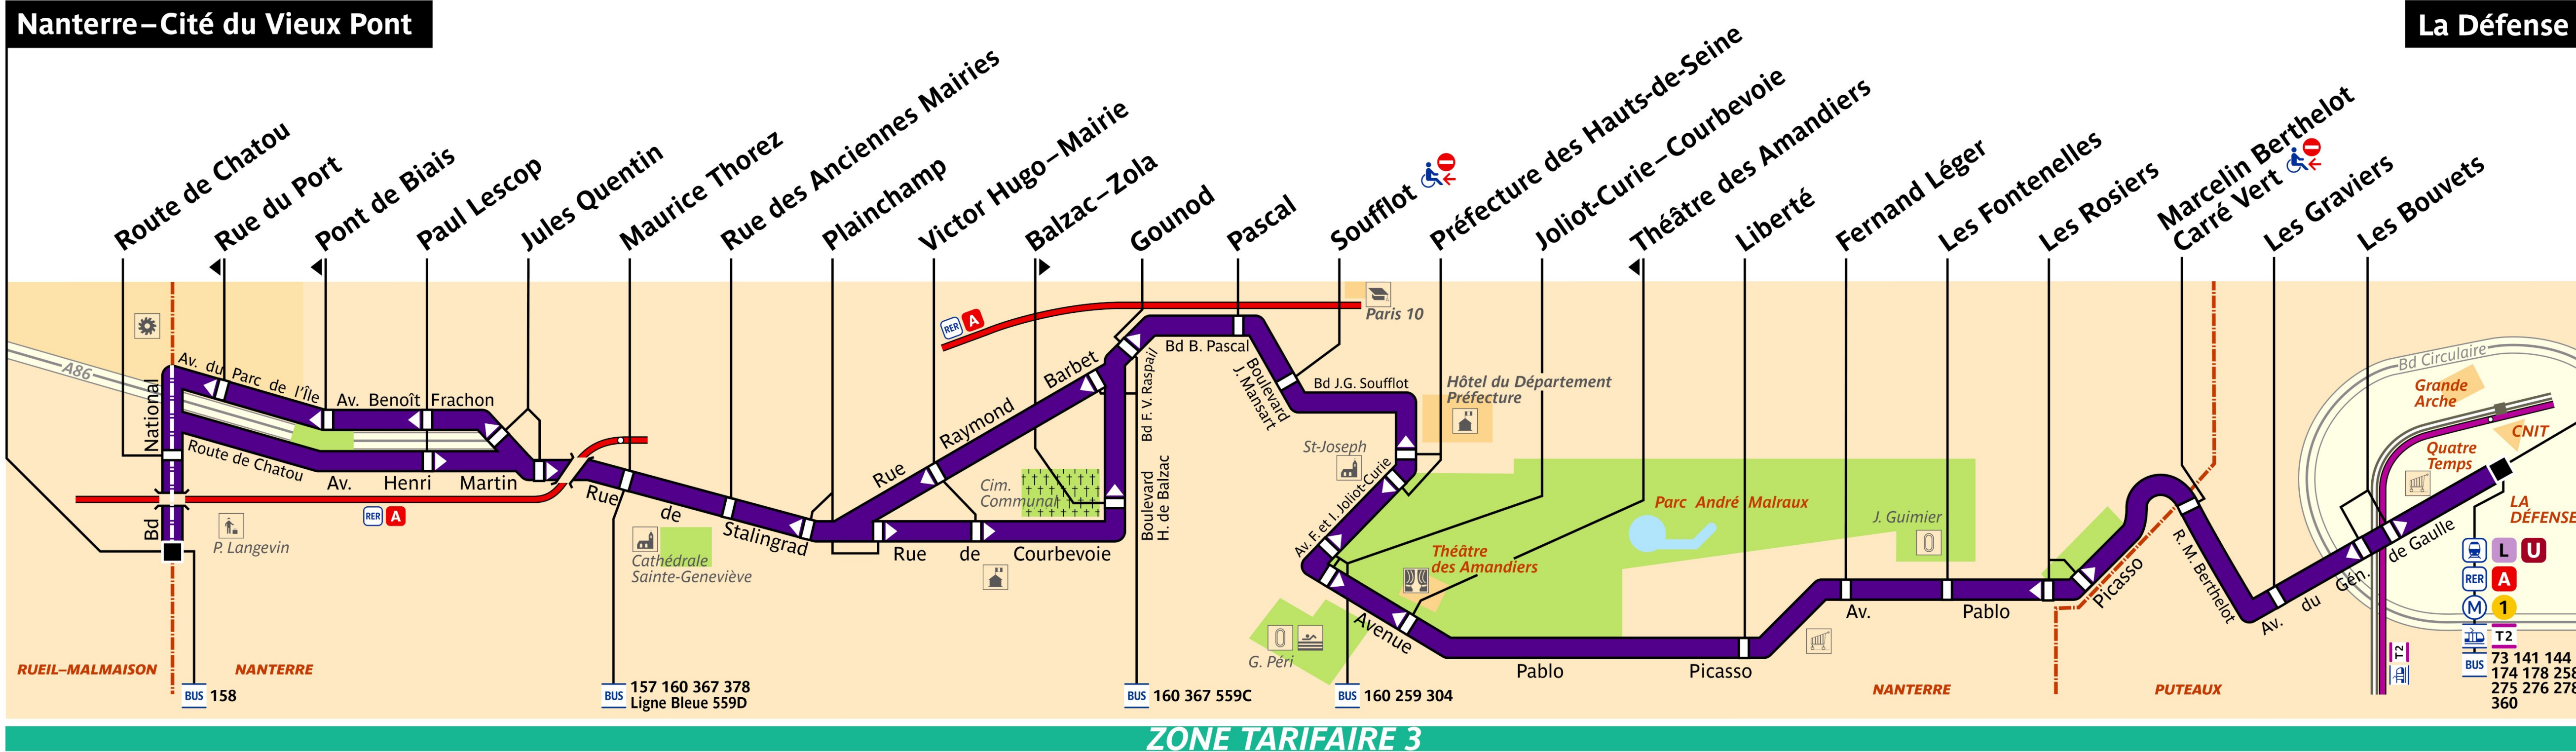 Nanterre–Cité du Vieux Pont
La Défense
Route de Chatou
Rue du Port
Pont de Biais
Paul Lescop
Jules Quentin
Maurice Thorez
Rue des Anciennes Mairies
Plainchamp
Victor Hugo–Mairie
Balzac–Zola
Gounod
Pascal
Soufflot
Préfecture des Hauts-de-Seine
Joliot-Curie–Courbevoie
Théâtre des Amandiers
Liberté
Fernand Léger
Les Fontenelles
Les Rosiers
Marcelin Berthelot
Carré Vert
Les Graviers
Les Bouvets
A86
Av. du Parc de l'Île
Av. Benoît Frachon
Bd National
Route de Chatou
Av. Henri Martin
RER A
P. Langevin
Rue de Stalingrad
Cathédrale
Sainte-Geneviève
Rue Raymond Barbet
Rue de Courbevoie
Cim.
Communal
RER A
Bd F. V. Raspail
Boulevard
H. de Balzac
Bd B. Pascal
Boulevard
J. Mansart
Bd J.G. Soufflot
Paris 10
Hôtel du Département
Préfecture
St-Joseph
Av. F. et I. Joliot-Curie
Théâtre
des Amandiers
Parc André Malraux
J. Guimier
G. Péri
Avenue Pablo Picasso
Av. Pablo Picasso
R. M. Berthelot
Av. du Gén. de Gaulle
Bd Circulaire
Grande
Arche
CNIT
Quatre
Temps
LA
DÉFENSE
L U
RER A
M 1
T2
BUS 73 141 144
174 178 258
275 276 278
360
T2
RUEIL–MALMAISON
NANTERRE
BUS 158
BUS 157 160 367 378
Ligne Bleue 559D
BUS 160 367 559C
BUS 160 259 304
NANTERRE
PUTEAUX
ZONE TARIFAIRE 3